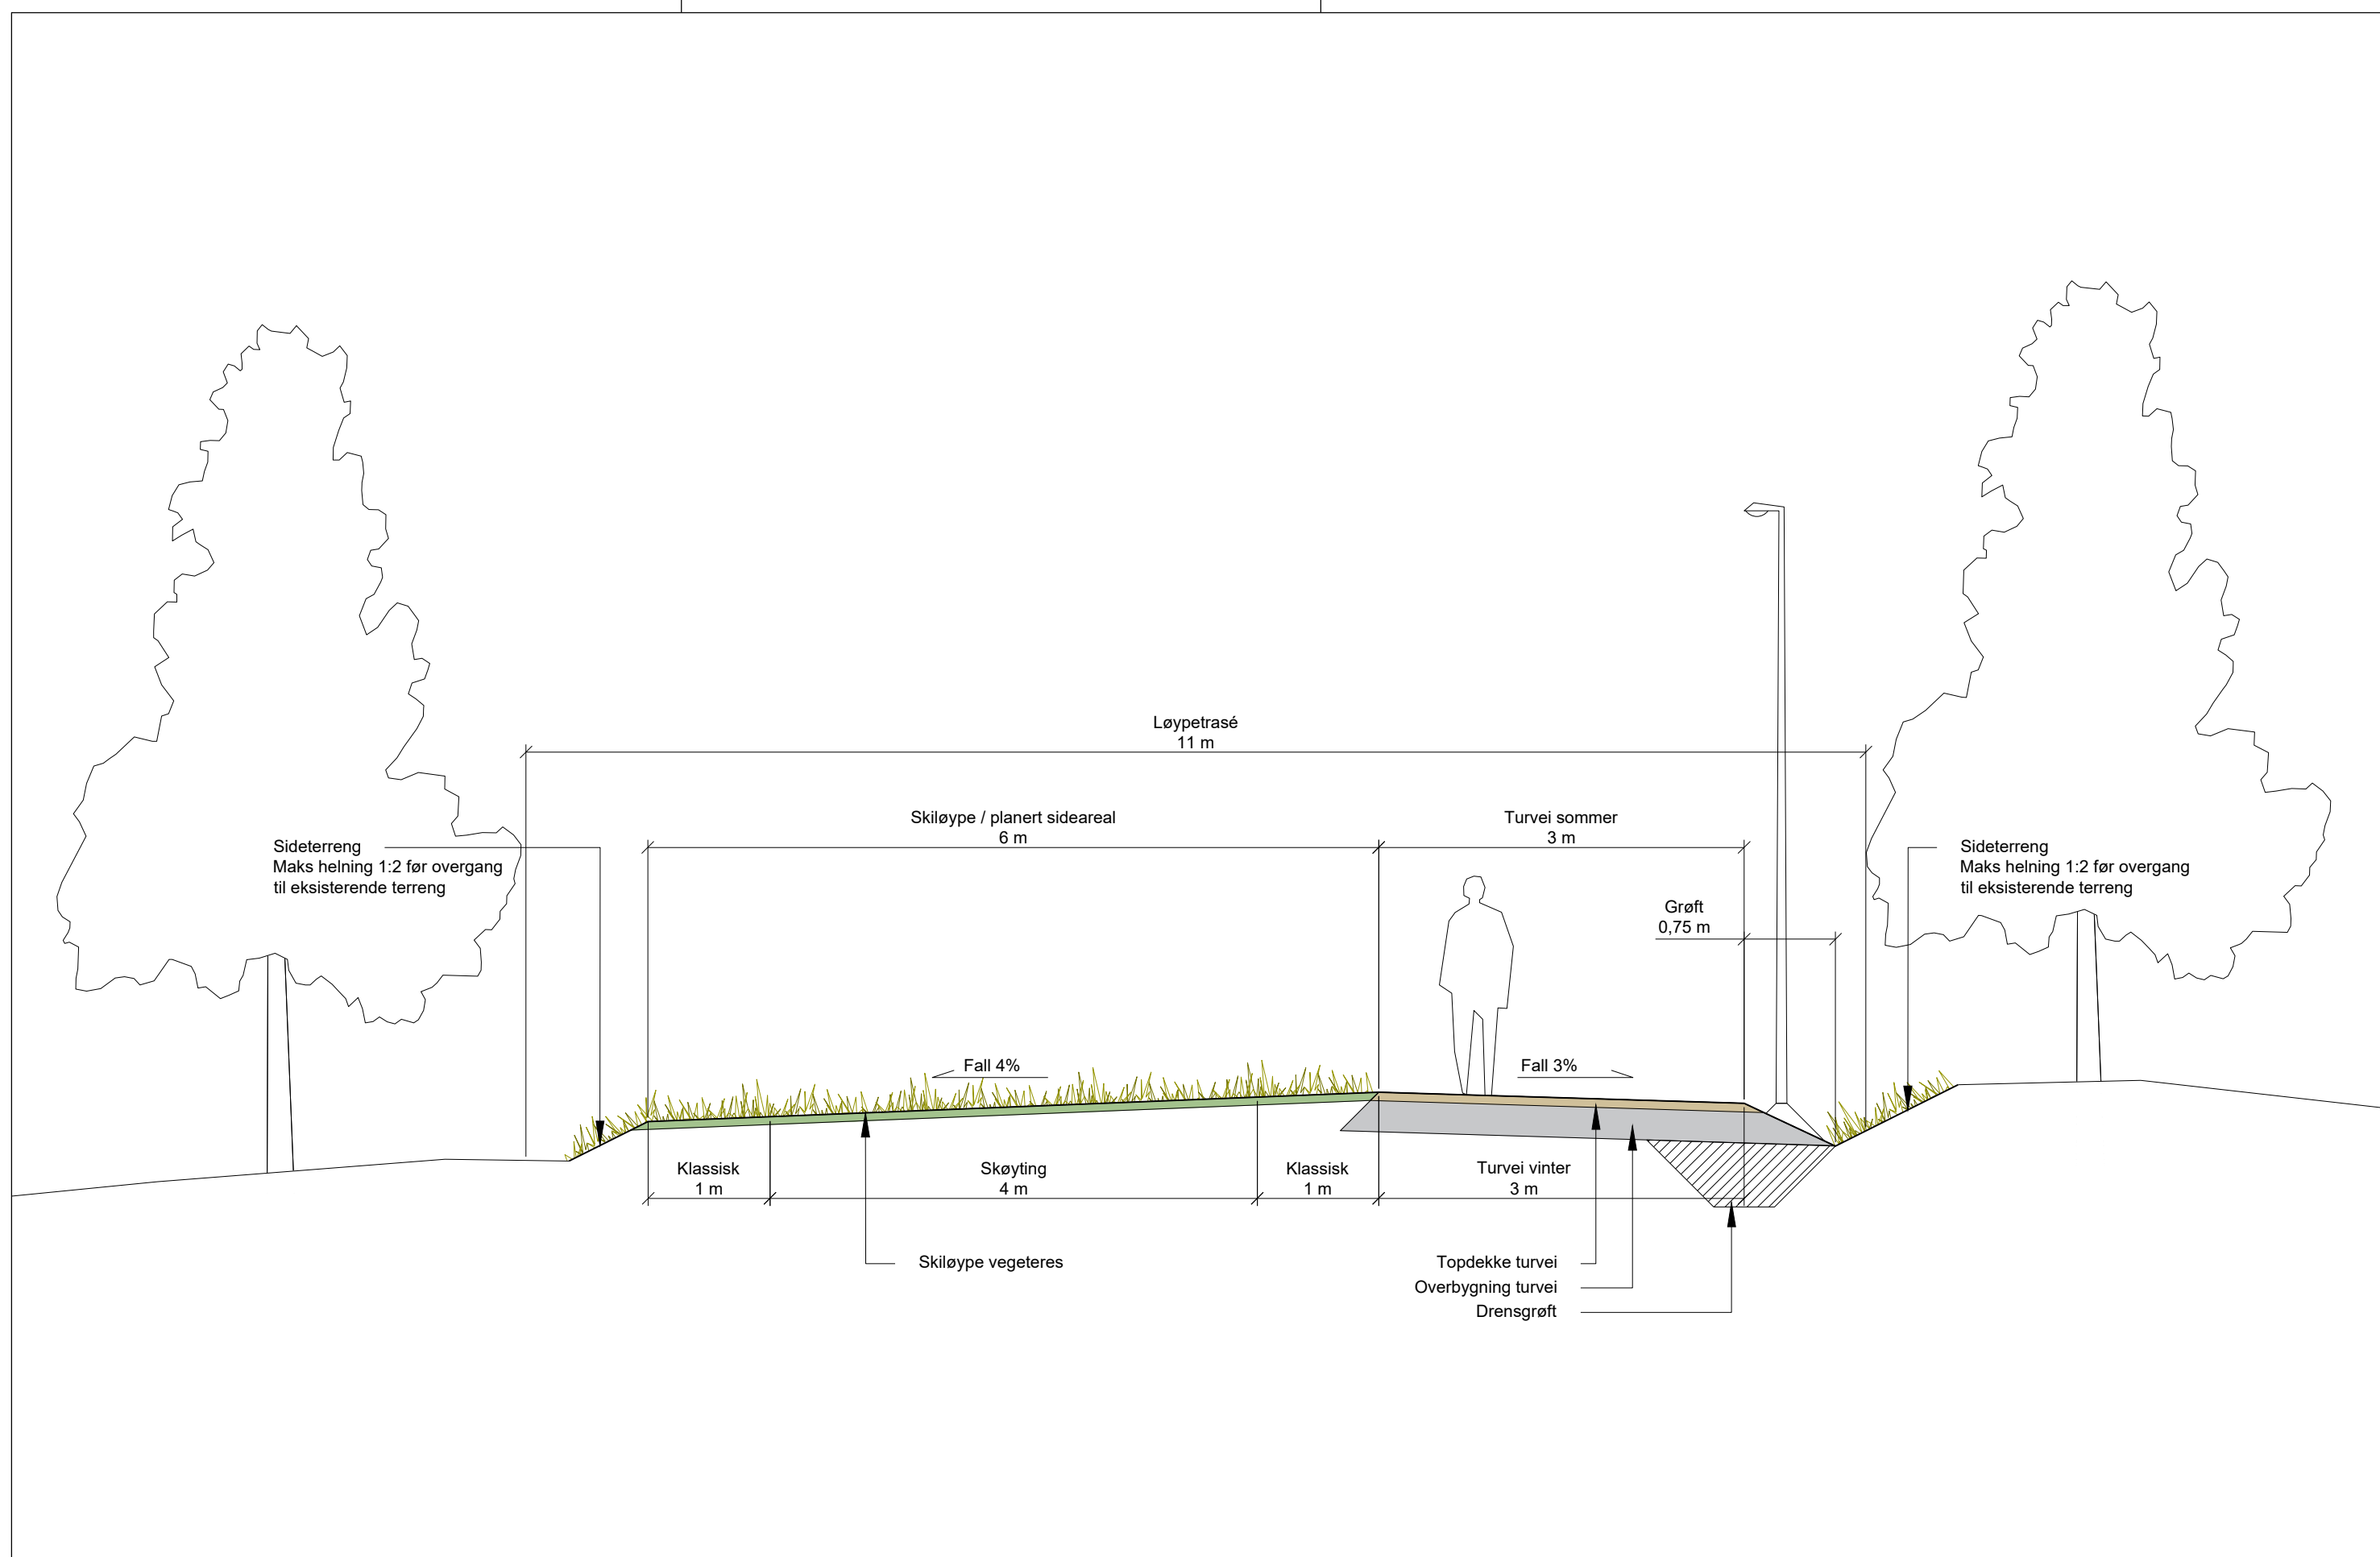 Løypetrasé
11 m
Skiløype / planert sideareal
6 m
Turvei sommer
3 m
Sideterreng
Maks helning 1:2 før overgang
til eksisterende terreng
Sideterreng
Maks helning 1:2 før overgang
til eksisterende terreng
Grøft
0,75 m
Fall 4%
Fall 3%
Klassisk
1 m
Skøyting
4 m
Klassisk
1 m
Turvei vinter
3 m
Skiløype vegeteres
Topdekke turvei
Overbygning turvei
Drensgrøft